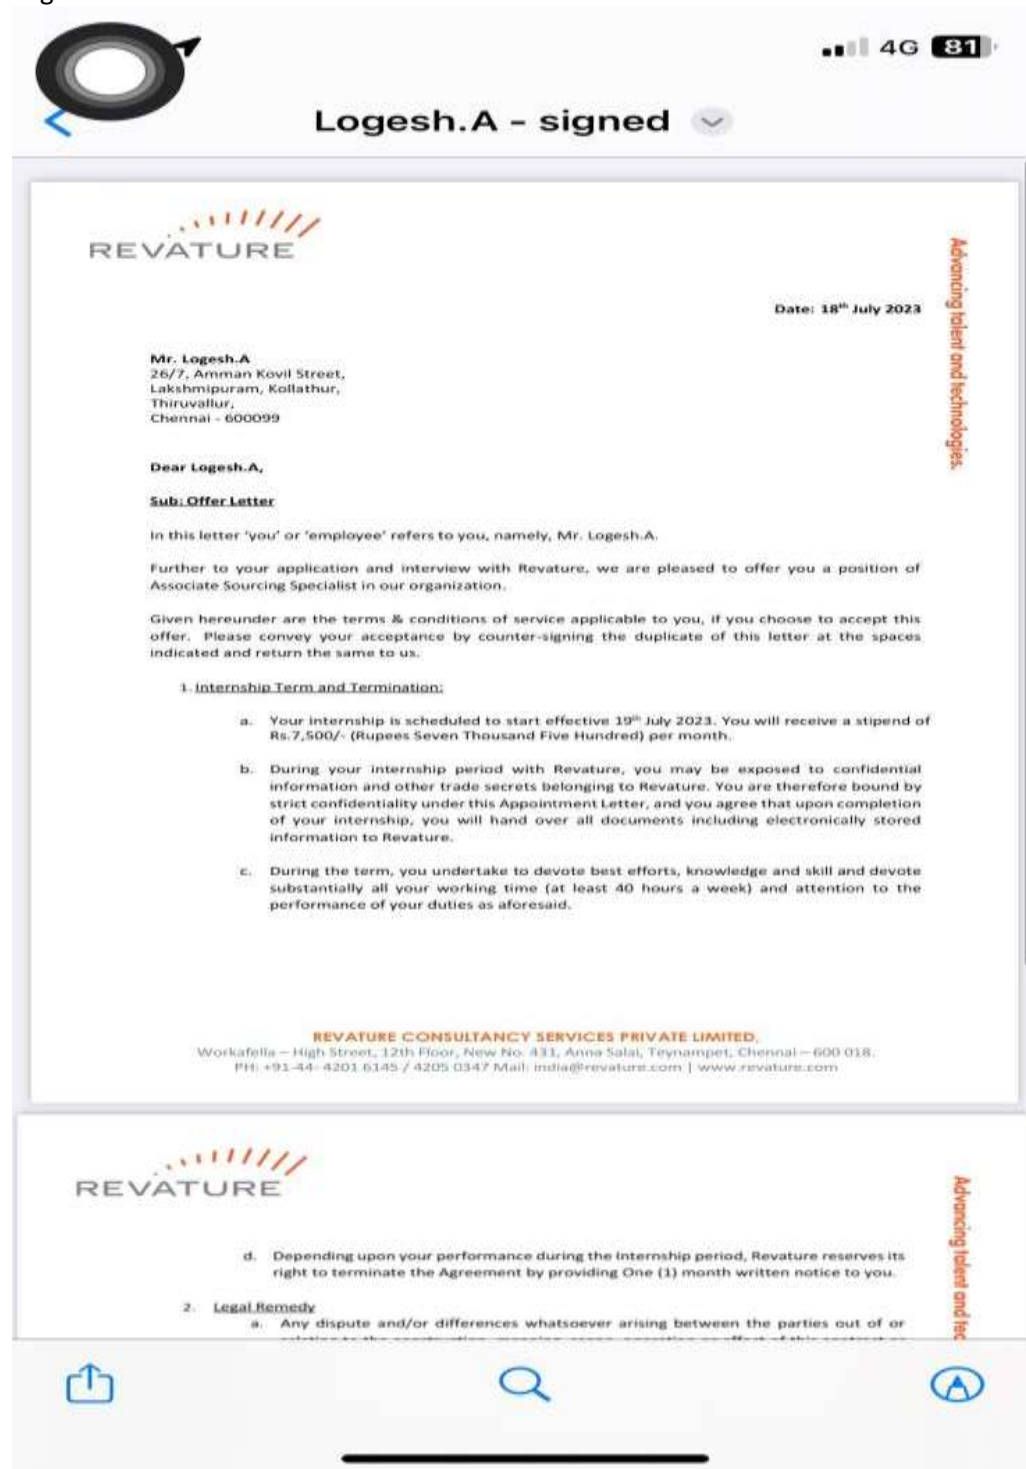 4G 81
Logesh.A - signed
REVATURE
Advancing talent and technologies.
Date: 18th July 2023
Mr. Logesh.A
26/7, Amman Kovil Street,
Lakshmipuram, Kollathur,
Thiruvallur,
Chennai - 600099
Dear Logesh.A,
Sub: Offer Letter
In this letter 'you' or 'employee' refers to you, namely, Mr. Logesh.A.
Further to your application and interview with Revature, we are pleased to offer you a position of
Associate Sourcing Specialist in our organization.
Given hereunder are the terms & conditions of service applicable to you, if you choose to accept this
offer. Please convey your acceptance by counter-signing the duplicate of this letter at the spaces
indicated and return the same to us.
1. Internship Term and Termination:
a. Your internship is scheduled to start effective 19th July 2023. You will receive a stipend of
Rs.7,500/- (Rupees Seven Thousand Five Hundred) per month.
b. During your internship period with Revature, you may be exposed to confidential
information and other trade secrets belonging to Revature. You are therefore bound by
strict confidentiality under this Appointment Letter, and you agree that upon completion
of your internship, you will hand over all documents including electronically stored
information to Revature.
c. During the term, you undertake to devote best efforts, knowledge and skill and devote
substantially all your working time (at least 40 hours a week) and attention to the
performance of your duties as aforesaid.
REVATURE CONSULTANCY SERVICES PRIVATE LIMITED,
Workafella – High Street, 12th Floor, New No. 431, Anna Salai, Teynampet, Chennai – 600 018.
PH: +91-44- 4201 6145 / 4205 0347 Mail: india@revature.com | www.revature.com
REVATURE
Advancing talent and tec
d. Depending upon your performance during the Internship period, Revature reserves its
right to terminate the Agreement by providing One (1) month written notice to you.
2. Legal Remedy
a. Any dispute and/or differences whatsoever arising between the parties out of or